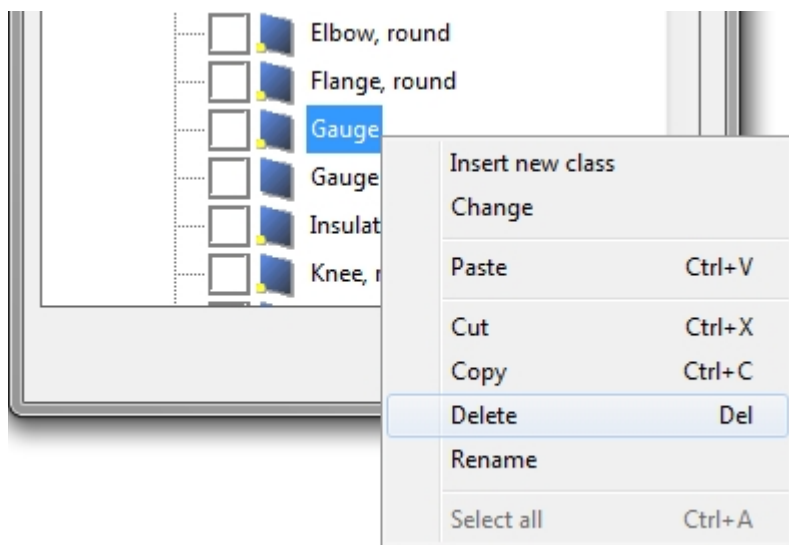 Elbow, round
Flange, round
Gauge
Gauge
Insulat
Knee, r
Insert new class
Change
Paste Ctrl+V
Cut Ctrl+X
Copy Ctrl+C
Delete Del
Rename
Select all Ctrl+A